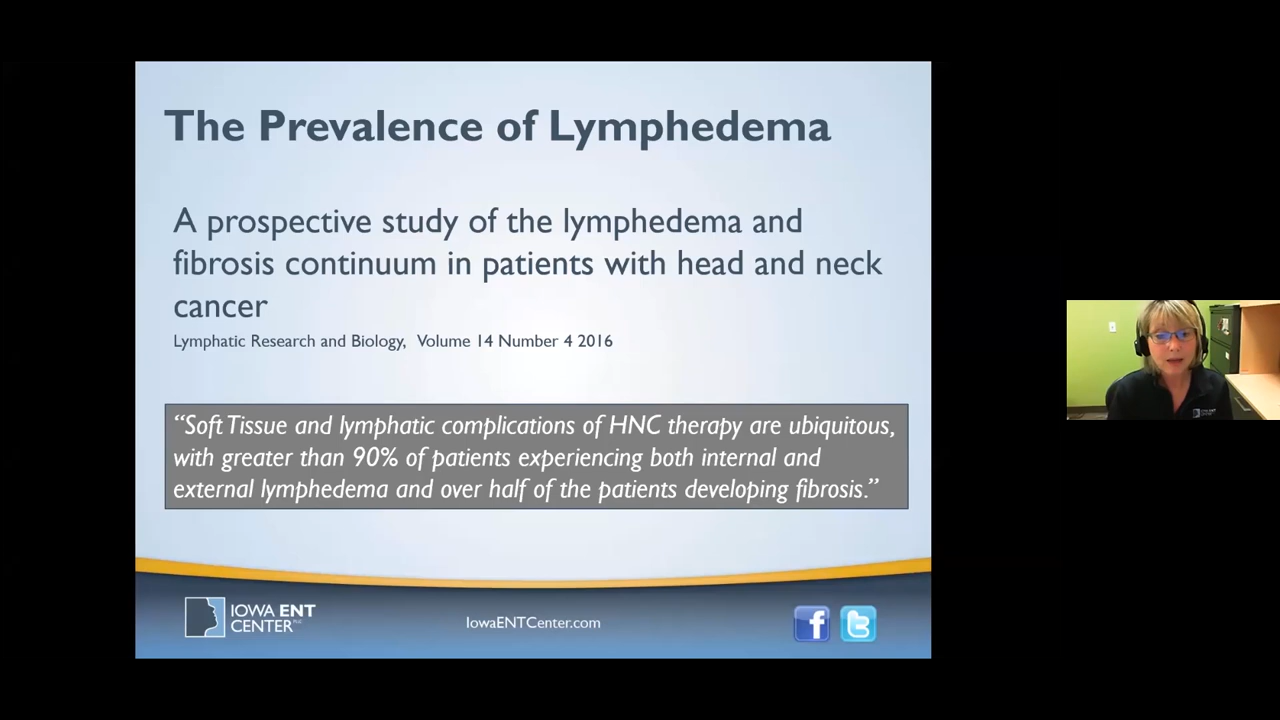 The Prevalence of Lymphedema
A prospective study of the lymphedema and
fibrosis continuum in patients with head and neck
cancer
Lymphatic Research and Biology, Volume 14 Number 4 2016
“Soft Tissue and lymphatic complications of HNC therapy are ubiquitous,
with greater than 90% of patients experiencing both internal and
external lymphedema and over half of the patients developing fibrosis.”
IOWA ENT
CENTER
IowaENTCenter.com